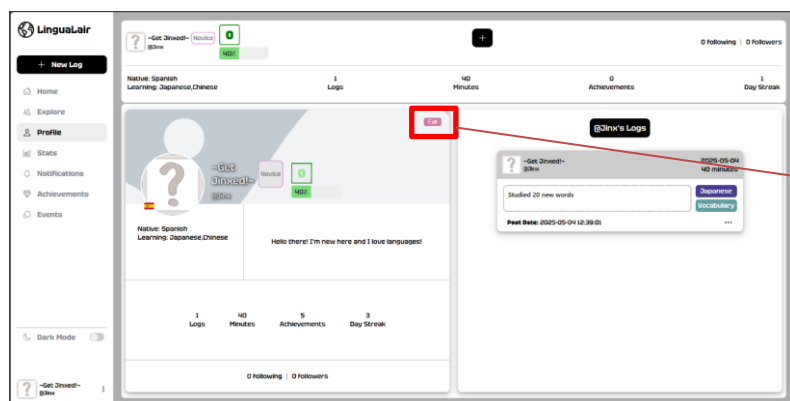 LinguaLair
+ New Log
Home
Explore
Profile
Stats
Notifications
Achievements
Events
Dark Mode
~Get Jinxed!~
@Jinx
~Get Jinxed!~ Novice 0
@Jinx
40%
+
0 Following | 0 Followers
Native: Spanish
Learning: Japanese,Chinese
1
Logs
40
Minutes
0
Achievements
1
Day Streak
~Get
Jinxed!~
@Jinx
Novice
0
40%
Native: Spanish
Learning: Japanese,Chinese
Hello there! I'm new here and I love languages!
1
Logs
40
Minutes
5
Achievements
3
Day Streak
0 Following | 0 Followers
@Jinx's Logs
~Get Jinxed!~
@Jinx
2025-05-04
40 minutes
Studied 20 new words
Japanese
Vocabulary
Post Date: 2025-05-04 12:39:01
...